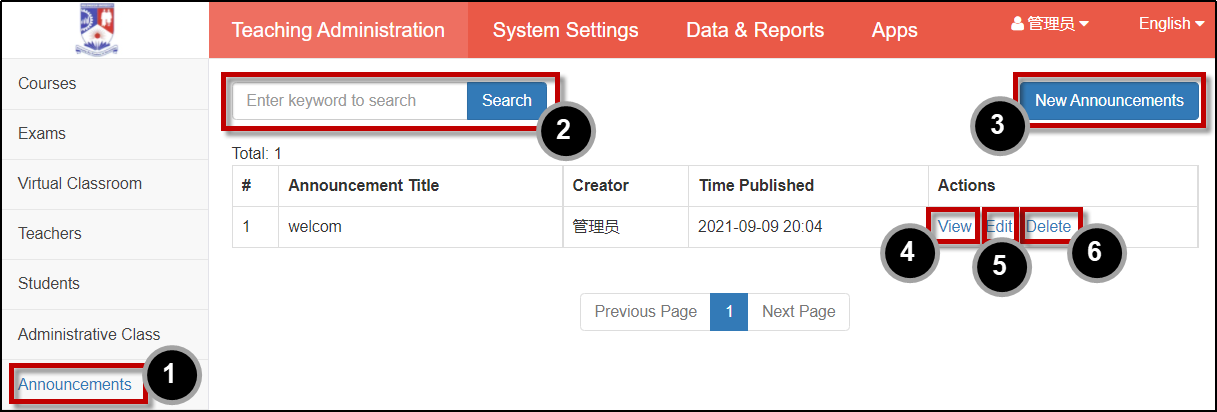 Teaching Administration System Settings Data & Reports Apps 管理员 English
Courses
Exams
Virtual Classroom
Teachers
Students
Administrative Class
Announcements
1
Enter keyword to search Search
2
New Announcements
3
Total: 1
# Announcement Title Creator Time Published Actions
1 welcom 管理员 2021-09-09 20:04 View Edit Delete
4 5 6
Previous Page 1 Next Page